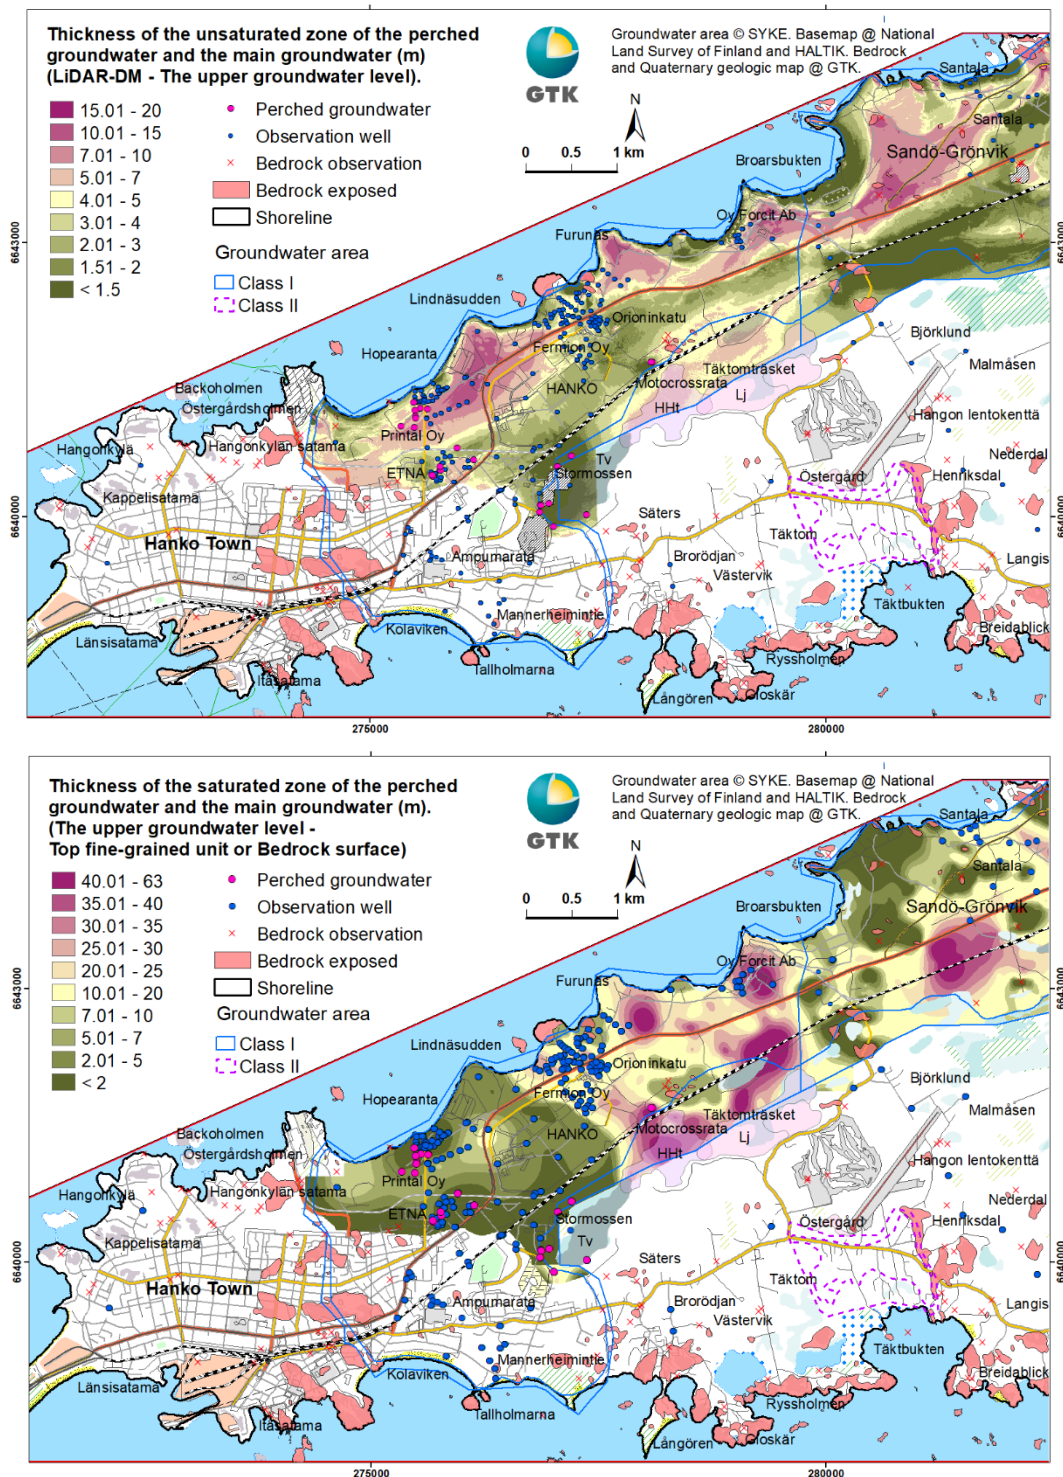 Thickness of the unsaturated zone of the perched
groundwater and the main groundwater (m)
(LiDAR-DM - The upper groundwater level).
15.01 - 20
10.01 - 15
7.01 - 10
5.01 - 7
4.01 - 5
3.01 - 4
2.01 - 3
1.51 - 2
< 1.5
Perched groundwater
Observation well
Bedrock observation
Bedrock exposed
Shoreline
Groundwater area
Class I
Class II
GTK
Groundwater area © SYKE. Basemap @ National
Land Survey of Finland and HALTIK. Bedrock
and Quaternary geologic map @ GTK.
N
0 0.5 1 km
Santala
Santala
Sandö-Grönvik
Broarsbukten
Oy Forcit Ab
Furunäs
6643000
6643000
Lindnäsudden
Orioninkatu
Björklund
Hopearanta
Fermion Oy
Malmåsen
Täktomträsket
Backoholmen
HANKO
Motocrossrata
Östergårdsholmen
Lj
HHt
Hangon lentokenttä
Hangonkylä
Hangonkylän satama
Printal Oy
Tv
Nederdal
ETNA
Stormossen
Östergård
Henriksdal
Kappelisatama
Säters
6640000
6640000
Hanko Town
Täktom
Ampumarata
Brorödjan
Langis
Västervik
Täktbukten
Mannerheimintie
Kolaviken
Breidablick
Länsisatama
Ryssholmen
Tallholmarna
Itäsatama
Långören
Gloskär
275000
280000
Thickness of the saturated zone of the perched
groundwater and the main groundwater (m).
(The upper groundwater level -
Top fine-grained unit or Bedrock surface)
40.01 - 63
35.01 - 40
30.01 - 35
25.01 - 30
20.01 - 25
10.01 - 20
7.01 - 10
5.01 - 7
2.01 - 5
< 2
Perched groundwater
Observation well
Bedrock observation
Bedrock exposed
Shoreline
Groundwater area
Class I
Class II
GTK
Groundwater area © SYKE. Basemap @ National
Land Survey of Finland and HALTIK. Bedrock
and Quaternary geologic map @ GTK.
N
0 0.5 1 km
Santala
Santala
Sandö-Grönvik
Broarsbukten
Oy Forcit Ab
Furunäs
6643000
6643000
Lindnäsudden
Orioninkatu
Björklund
Hopearanta
Fermion Oy
Malmåsen
Täktomträsket
Backoholmen
HANKO
Motocrossrata
Östergårdsholmen
Lj
HHt
Hangon lentokenttä
Hangonkylä
Hangonkylän satama
Printal Oy
Nederdal
ETNA
Stormossen
Östergård
Henriksdal
Kappelisatama
Tv
Säters
6640000
6640000
Hanko Town
Täktom
Ampumarata
Brorödjan
Langis
Västervik
Täktbukten
Mannerheimintie
Kolaviken
Breidablick
Länsisatama
Ryssholmen
Tallholmarna
Itäsatama
Långören
Gloskär
275000
280000